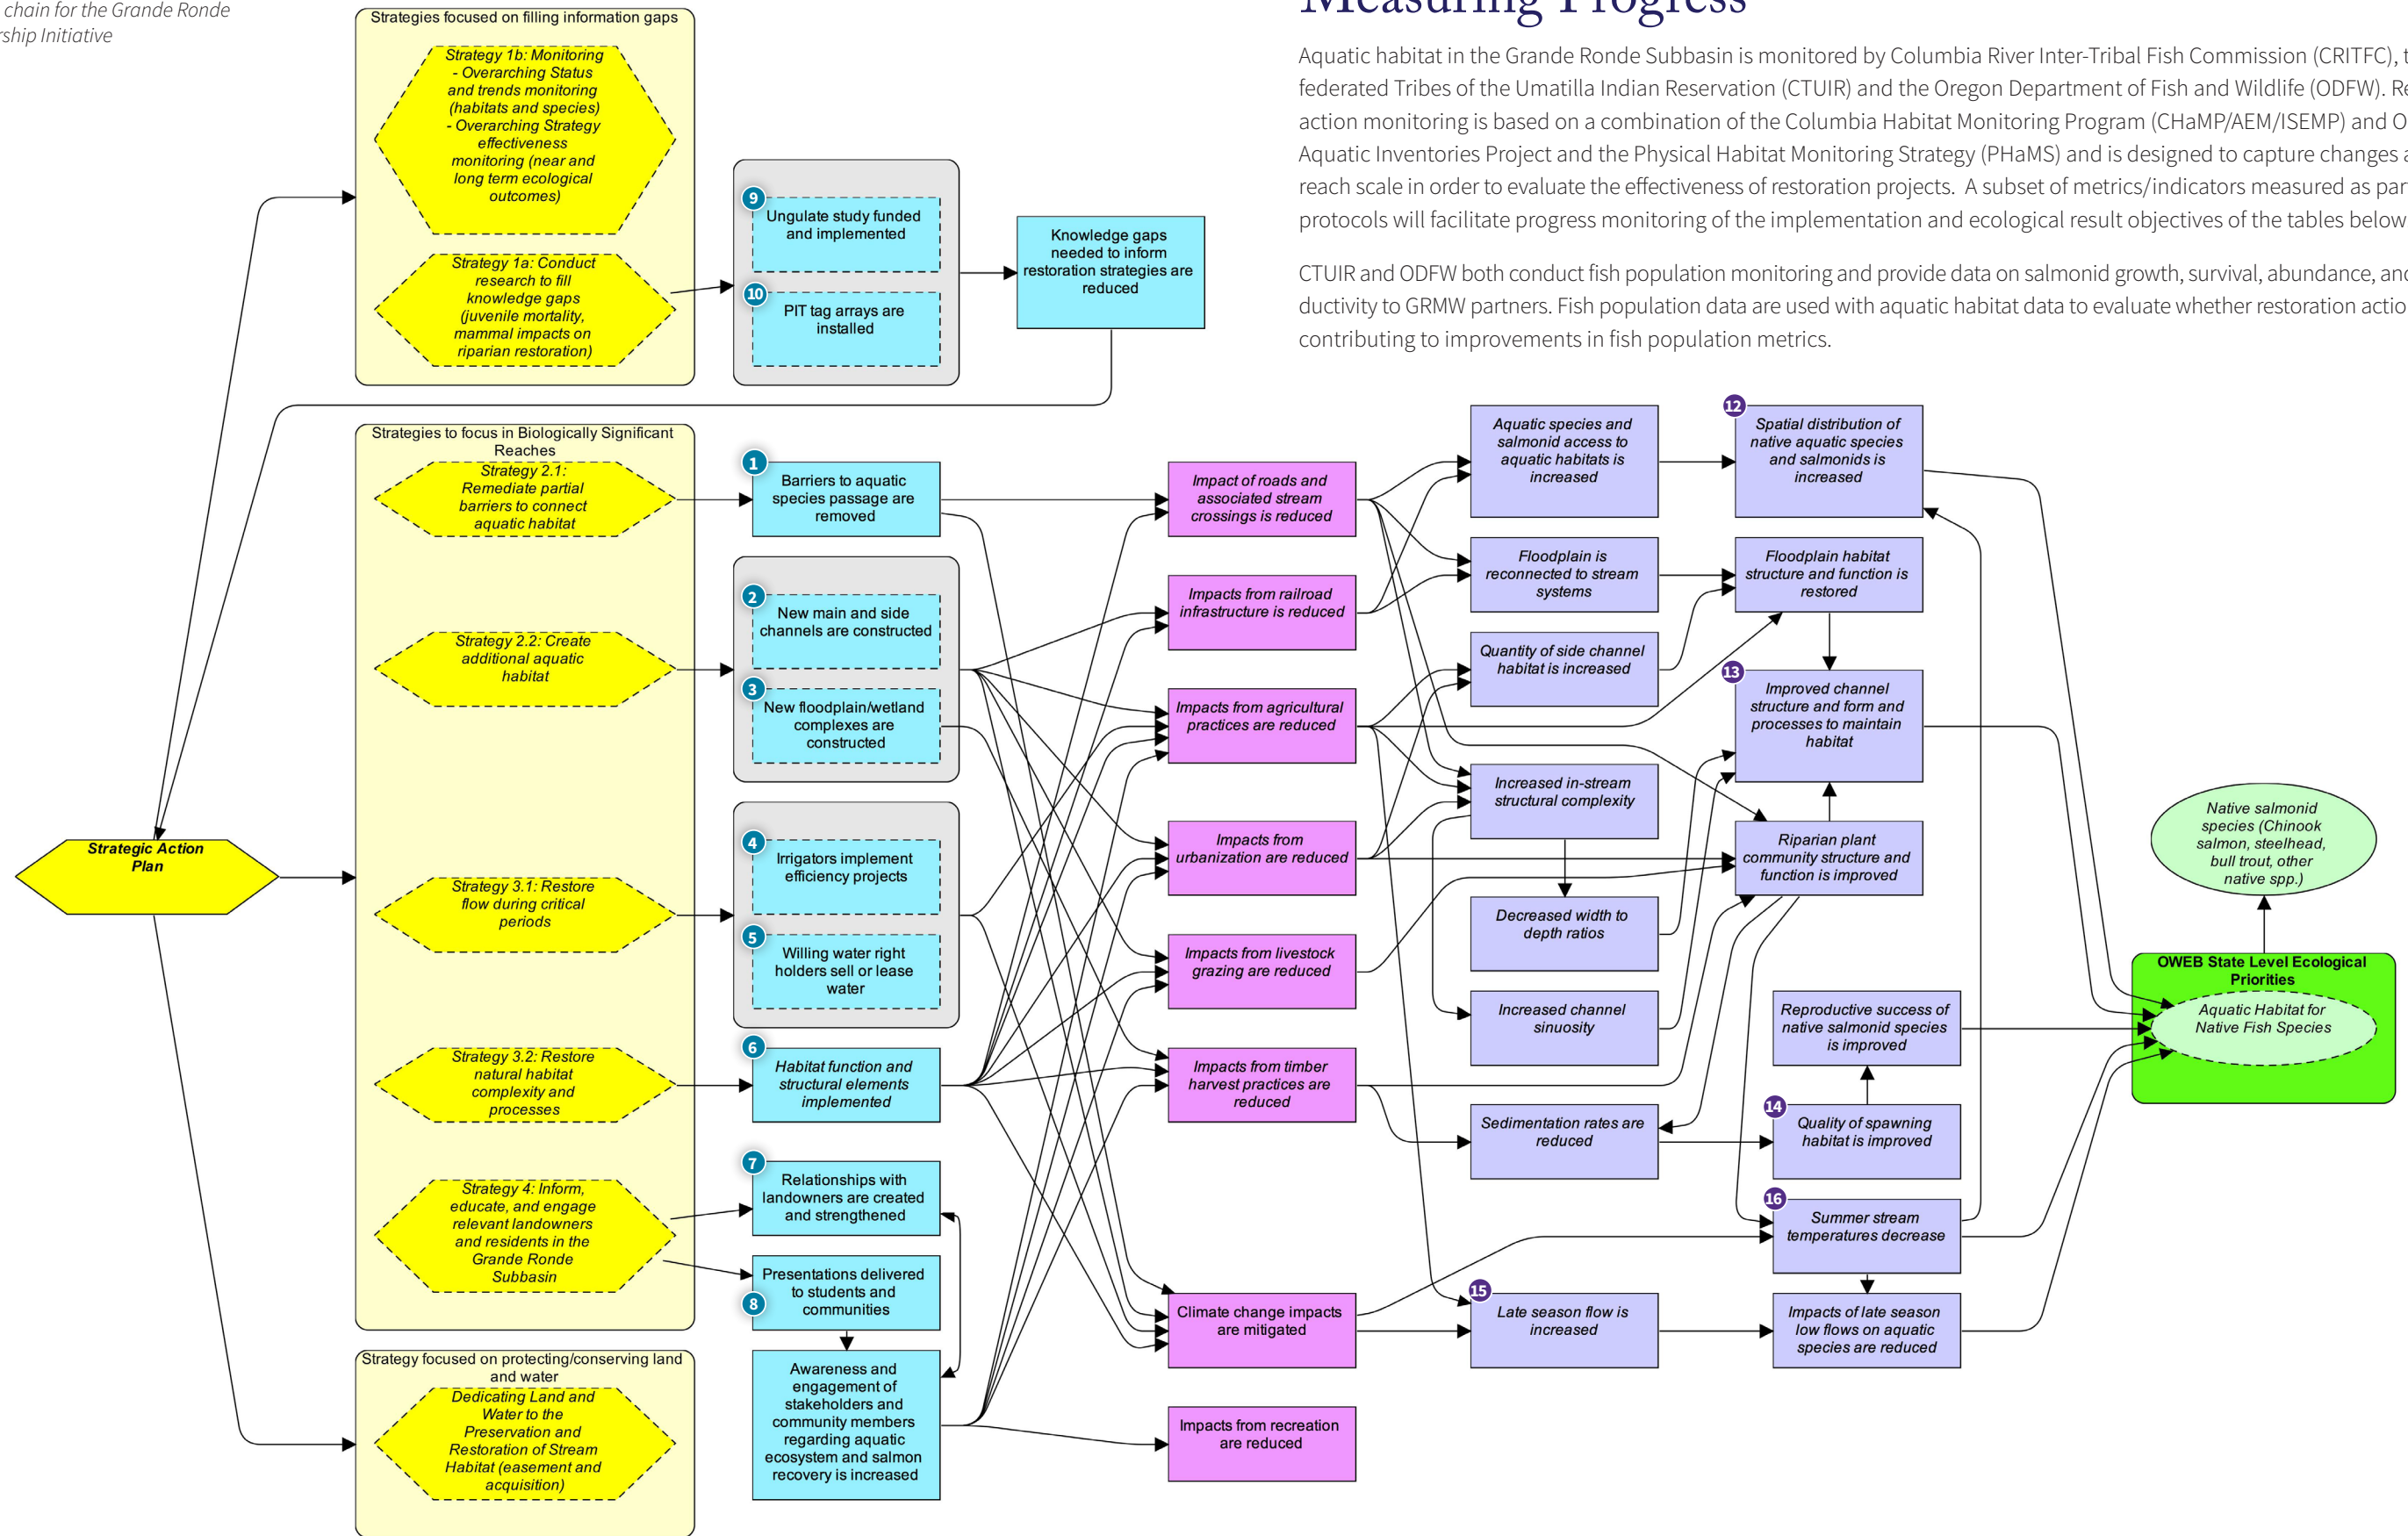 chain for the Grande Ronde
ship Initiative
Measuring Progress
Aquatic habitat in the Grande Ronde Subbasin is monitored by Columbia River Inter-Tribal Fish Commission (CRITFC),
federated Tribes of the Umatilla Indian Reservation (CTUIR) and the Oregon Department of Fish and Wildlife (ODFW).
action monitoring is based on a combination of the Columbia Habitat Monitoring Program (CHaMP/AEM/ISEMP) and
Aquatic Inventories Project and the Physical Habitat Monitoring Strategy (PHaMS) and is designed to capture changes
reach scale in order to evaluate the effectiveness of restoration projects. A subset of metrics/indicators measured as par
protocols will facilitate progress monitoring of the implementation and ecological result objectives of the tables below
CTUIR and ODFW both conduct fish population monitoring and provide data on salmonid growth, survival, abundance, and
ductivity to GRMW partners. Fish population data are used with aquatic habitat data to evaluate whether restoration actio
contributing to improvements in fish population metrics.
Strategic Action
Plan
Strategies focused on filling information gaps
Strategy 1b: Monitoring
- Overarching Status
and trends monitoring
(habitats and species)
- Overarching Strategy
effectiveness
monitoring (near and
long term ecological
outcomes)
Strategy 1a: Conduct
research to fill
knowledge gaps
(juvenile mortality,
mammal impacts on
riparian restoration)
9
Ungulate study funded
and implemented
10
PIT tag arrays are
installed
Knowledge gaps
needed to inform
restoration strategies are
reduced
Strategies to focus in Biologically Significant
Reaches
Strategy 2.1:
Remediate partial
barriers to connect
aquatic habitat
Strategy 2.2: Create
additional aquatic
habitat
Strategy 3.1: Restore
flow during critical
periods
Strategy 3.2: Restore
natural habitat
complexity and
processes
Strategy 4: Inform,
educate, and engage
relevant landowners
and residents in the
Grande Ronde
Subbasin
Strategy focused on protecting/conserving land
and water
Dedicating Land and
Water to the
Preservation and
Restoration of Stream
Habitat (easement and
acquisition)
1
Barriers to aquatic
species passage are
removed
2
New main and side
channels are constructed
3
New floodplain/wetland
complexes are
constructed
4
Irrigators implement
efficiency projects
5
Willing water right
holders sell or lease
water
6
Habitat function and
structural elements
implemented
7
Relationships with
landowners are created
and strengthened
8
Presentations delivered
to students and
communities
Awareness and
engagement of
stakeholders and
community members
regarding aquatic
ecosystem and salmon
recovery is increased
Impact of roads and
associated stream
crossings is reduced
Impacts from railroad
infrastructure is reduced
Impacts from agricultural
practices are reduced
Impacts from
urbanization are reduced
Impacts from livestock
grazing are reduced
Impacts from timber
harvest practices are
reduced
Climate change impacts
are mitigated
Impacts from recreation
are reduced
Aquatic species and
salmonid access to
aquatic habitats is
increased
Floodplain is
reconnected to stream
systems
Quantity of side channel
habitat is increased
Increased in-stream
structural complexity
Decreased width to
depth ratios
Increased channel
sinuosity
Sedimentation rates are
reduced
15
Late season flow is
increased
12
Spatial distribution of
native aquatic species
and salmonids is
increased
Floodplain habitat
structure and function is
restored
13
Improved channel
structure and form and
processes to maintain
habitat
Riparian plant
community structure and
function is improved
Reproductive success of
native salmonid species
is improved
14
Quality of spawning
habitat is improved
16
Summer stream
temperatures decrease
Impacts of late season
low flows on aquatic
species are reduced
Native salmonid
species (Chinook
salmon, steelhead,
bull trout, other
native spp.)
OWEB State Level Ecological
Priorities
Aquatic Habitat for
Native Fish Species